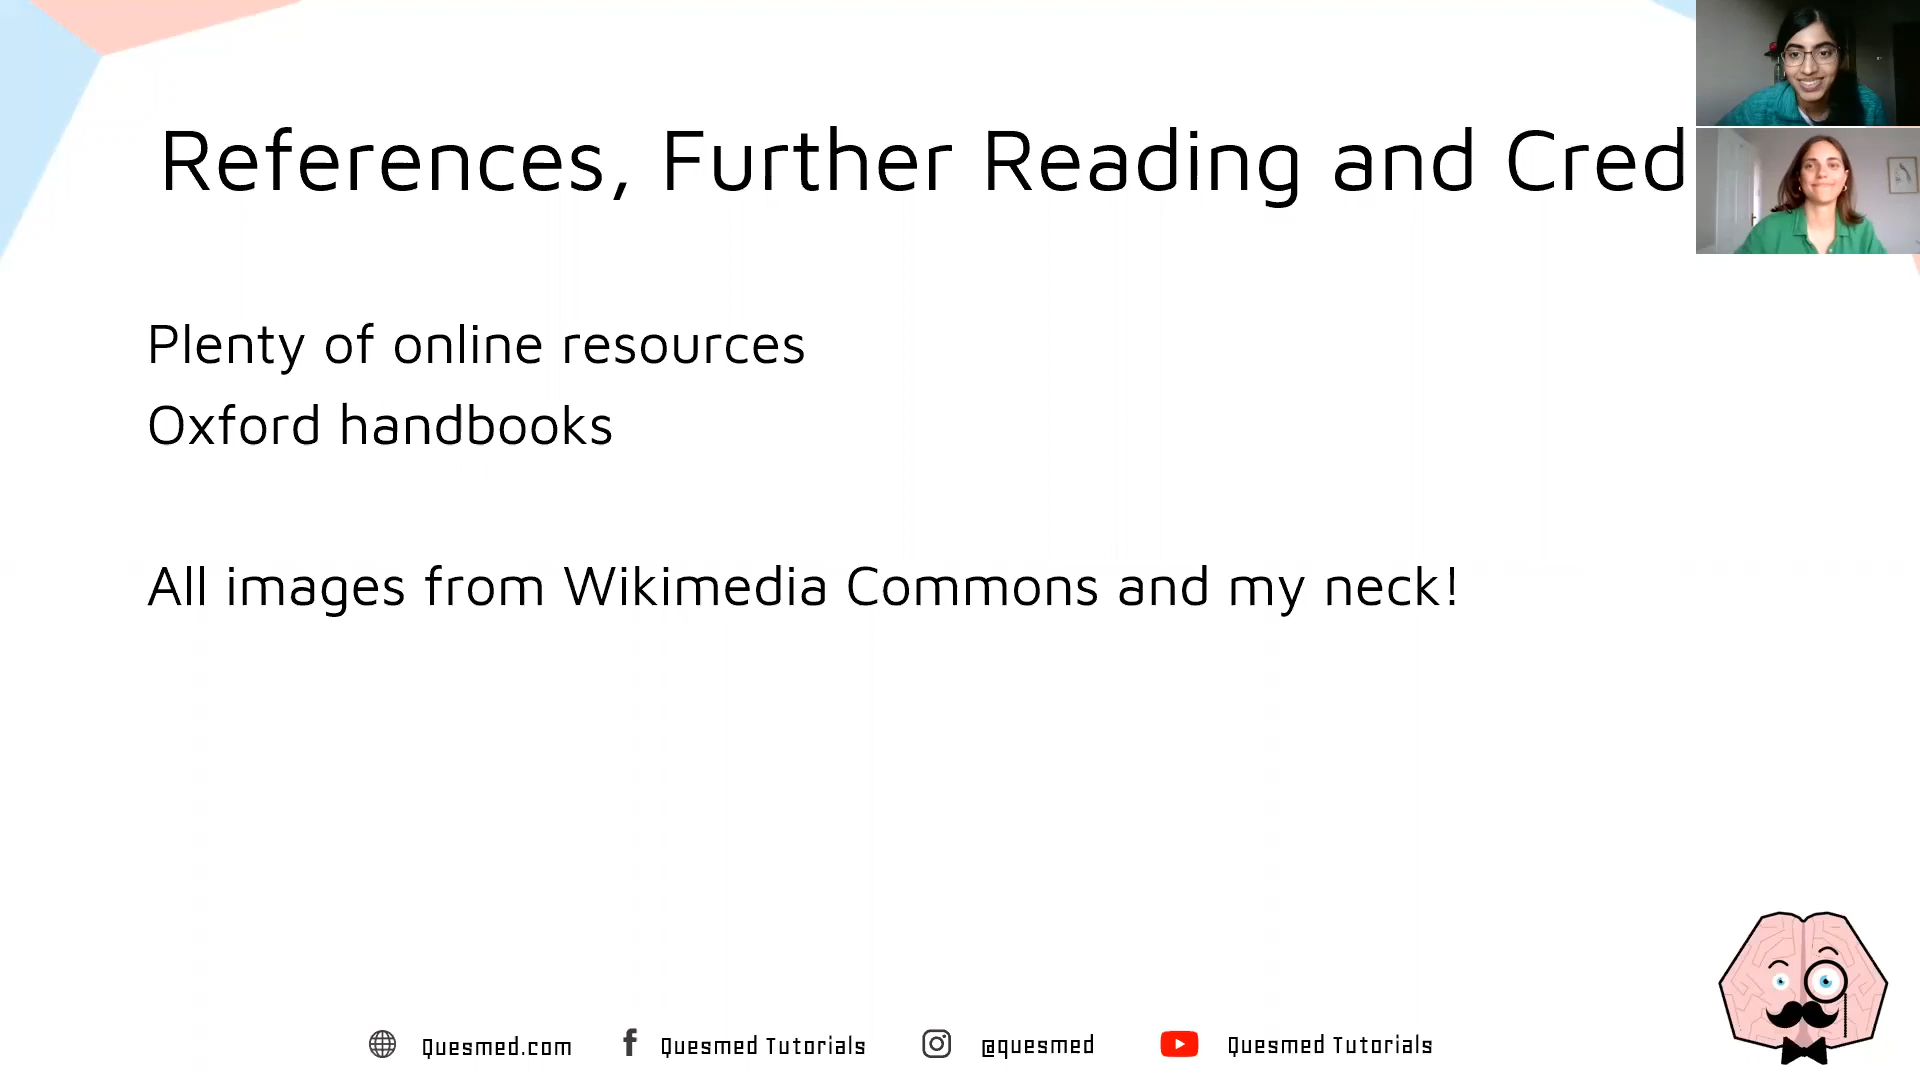 References, Further Reading and Cred
Plenty of online resources
Oxford handbooks
All images from Wikimedia Commons and my neck!
Quesmed.com
Quesmed Tutorials
@quesmed
Quesmed Tutorials